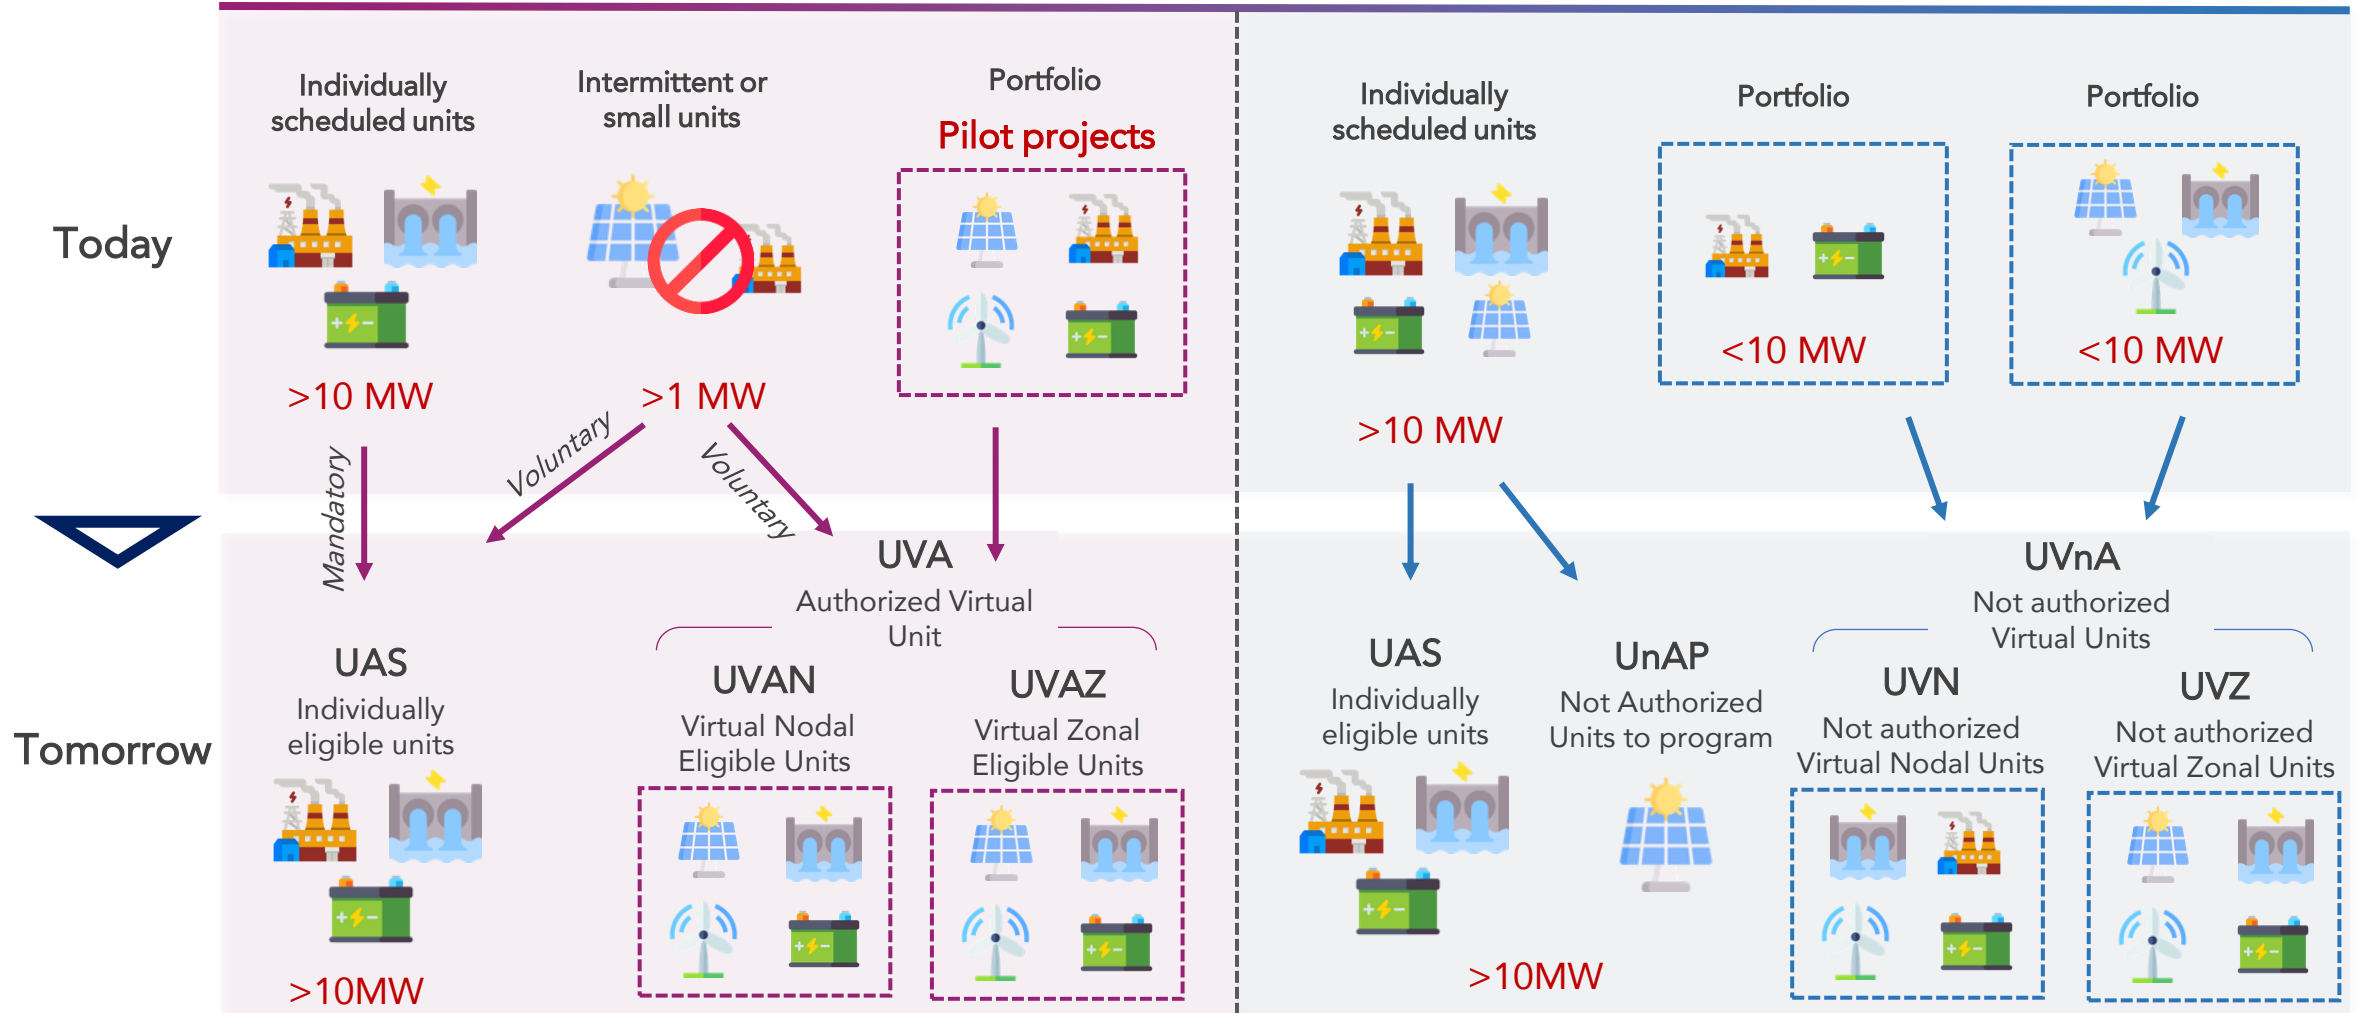 Individually
scheduled units
Intermittent or
small units
Portfolio
Pilot projects
Individually
scheduled units
Portfolio
Portfolio
Today
<10 MW
<10 MW
>10 MW
>1 MW
>10 MW
Mandatory
Voluntary
Voluntary
UVA
Authorized Virtual
Unit
UVnA
Not authorized
Virtual Units
Tomorrow
UAS
Individually
eligible units
>10MW
UVAN
Virtual Nodal
Eligible Units
UVAZ
Virtual Zonal
Eligible Units
UAS
Individually
eligible units
UnAP
Not Authorized
Units to program
>10MW
UVN
Not authorized
Virtual Nodal Units
UVZ
Not authorized
Virtual Zonal Units